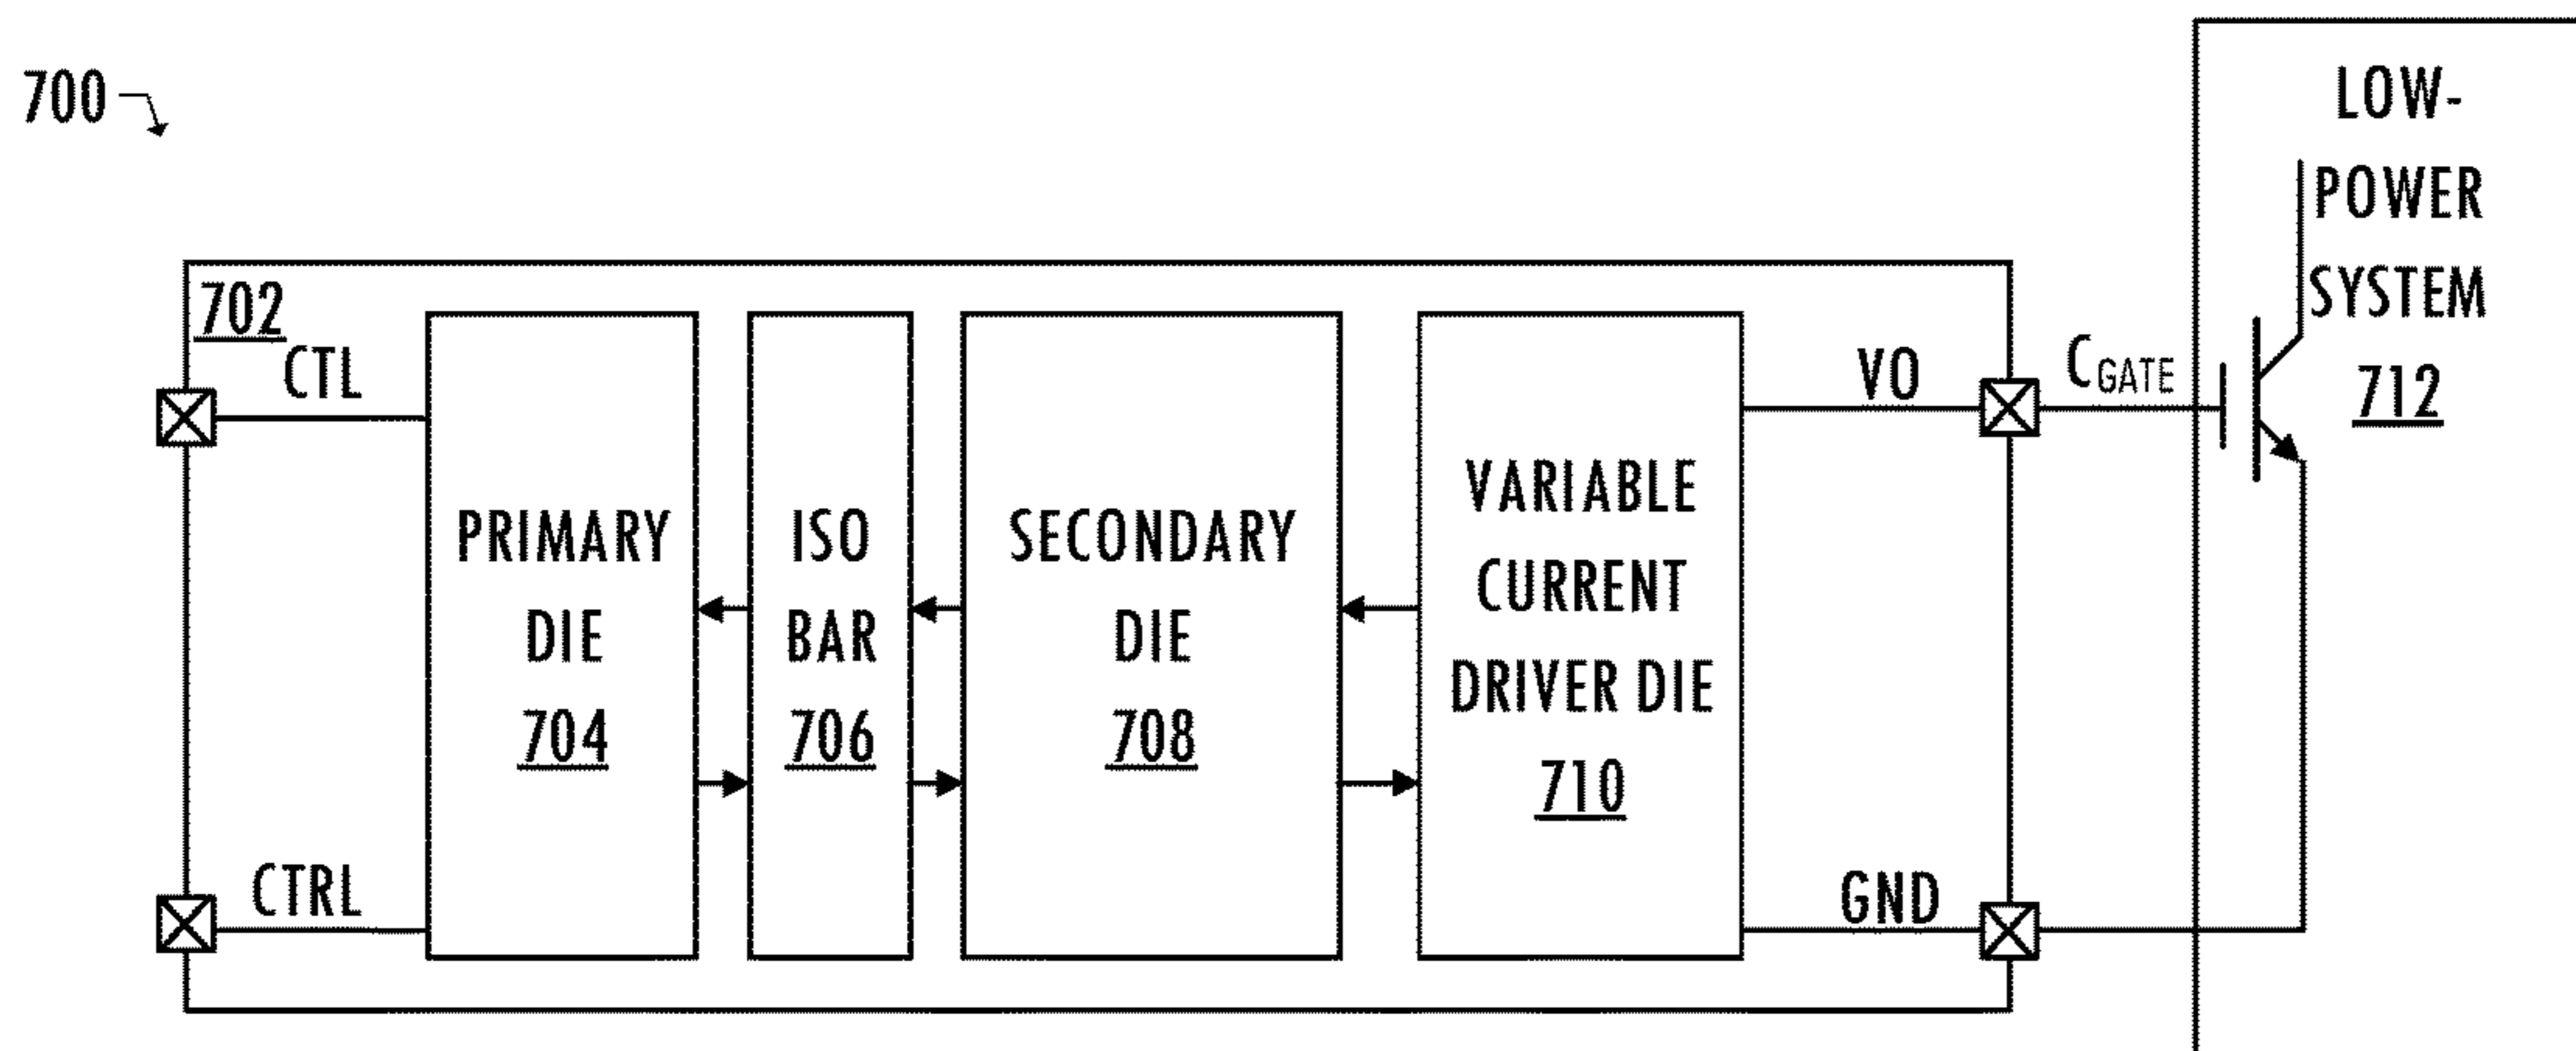 700
LOW-
POWER
SYSTEM
712
702
CTL
CTRL
PRIMARY
DIE
704
ISO
BAR
706
SECONDARY
DIE
708
VARIABLE
CURRENT
DRIVER DIE
710
VO
GND
CGATE